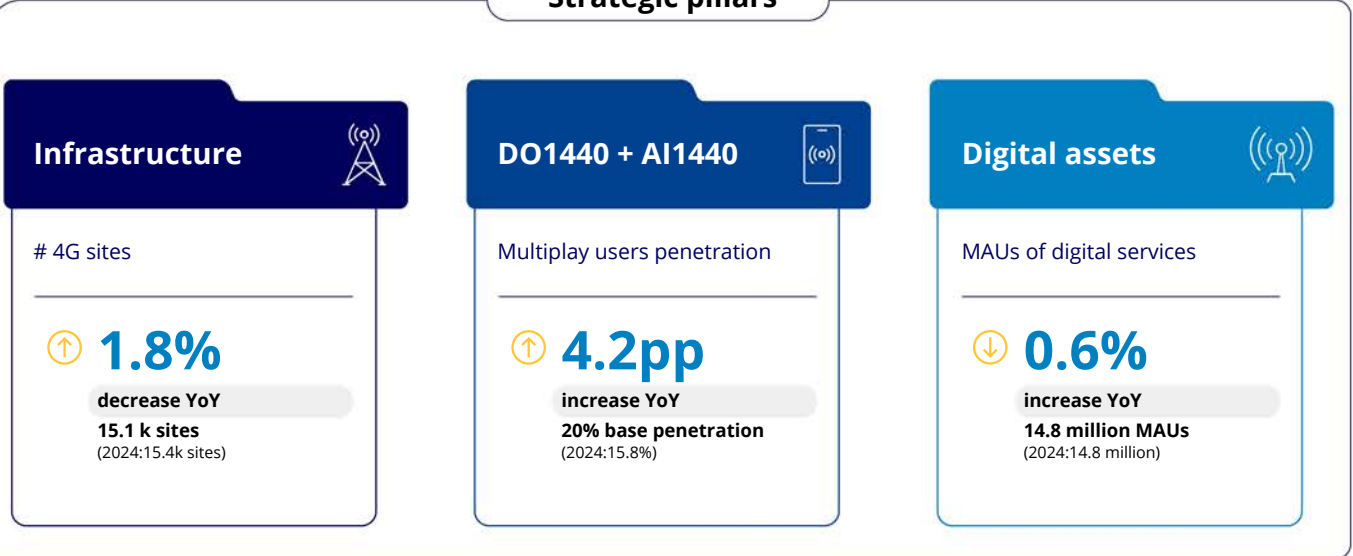 Strategic pillars
Infrastructure
# 4G sites
1.8%
decrease YoY
15.1 k sites
(2024:15.4k sites)
DO1440 + AI1440
Multiplay users penetration
4.2pp
increase YoY
20% base penetration
(2024:15.8%)
Digital assets
MAUs of digital services
0.6%
increase YoY
14.8 million MAUs
(2024:14.8 million)